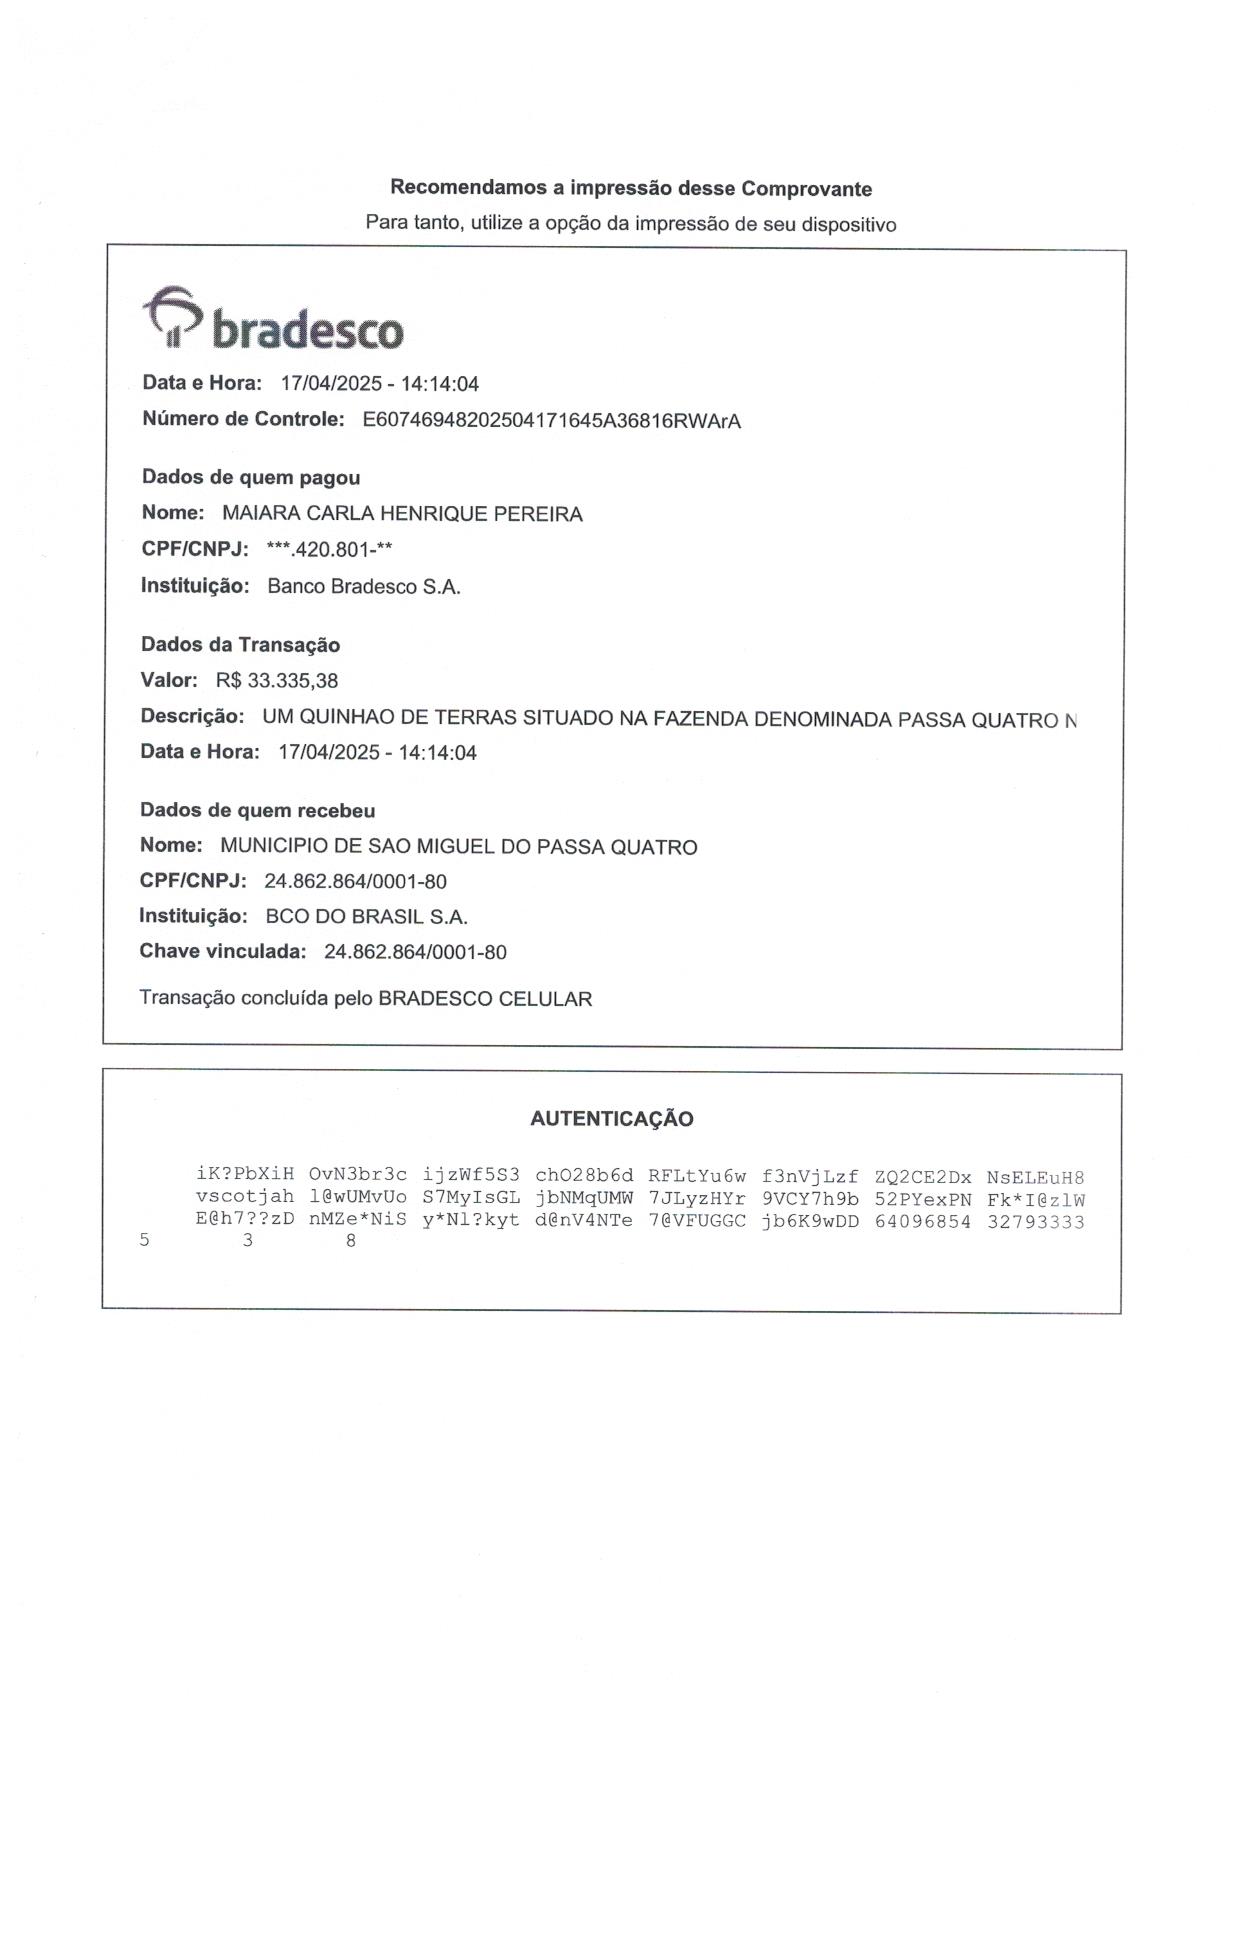 Recomendamos a impressão desse Comprovante
Para tanto, utilize a opção da impressão de seu dispositivo
bradesco
Data e Hora: 17/04/2025 - 14:14:04
Número de Controle: E60746948202504171645A36816RWArA
Dados de quem pagou
Nome: MAIARA CARLA HENRIQUE PEREIRA
CPF/CNPJ: ***.420.801-**
Instituição: Banco Bradesco S.A.
Dados da Transação
Valor: R$ 33.335,38
Descrição: UM QUINHAO DE TERRAS SITUADO NA FAZENDA DENOMINADA PASSA QUATRO N
Data e Hora: 17/04/2025 - 14:14:04
Dados de quem recebeu
Nome: MUNICIPIO DE SAO MIGUEL DO PASSA QUATRO
CPF/CNPJ: 24.862.864/0001-80
Instituição: BCO DO BRASIL S.A.
Chave vinculada: 24.862.864/0001-80
Transação concluída pelo BRADESCO CELULAR
AUTENTICAÇÃO
iK?PbXiH OvN3br3c ijzWf5S3 chO28b6d RFLtYu6w f3nVjLzf ZQ2CE2Dx NsELEuH8
vscotjah l@wUMvUo S7MyIsGL jbNMqUMW 7JLyzHYr 9VCY7h9b 52PYexPN Fk*I@zlW
E@h7??zD nMZe*NiS y*Nl?kyt d@nV4NTe 7@VFUGGC jb6K9wDD 64096854 32793333
5 3 8